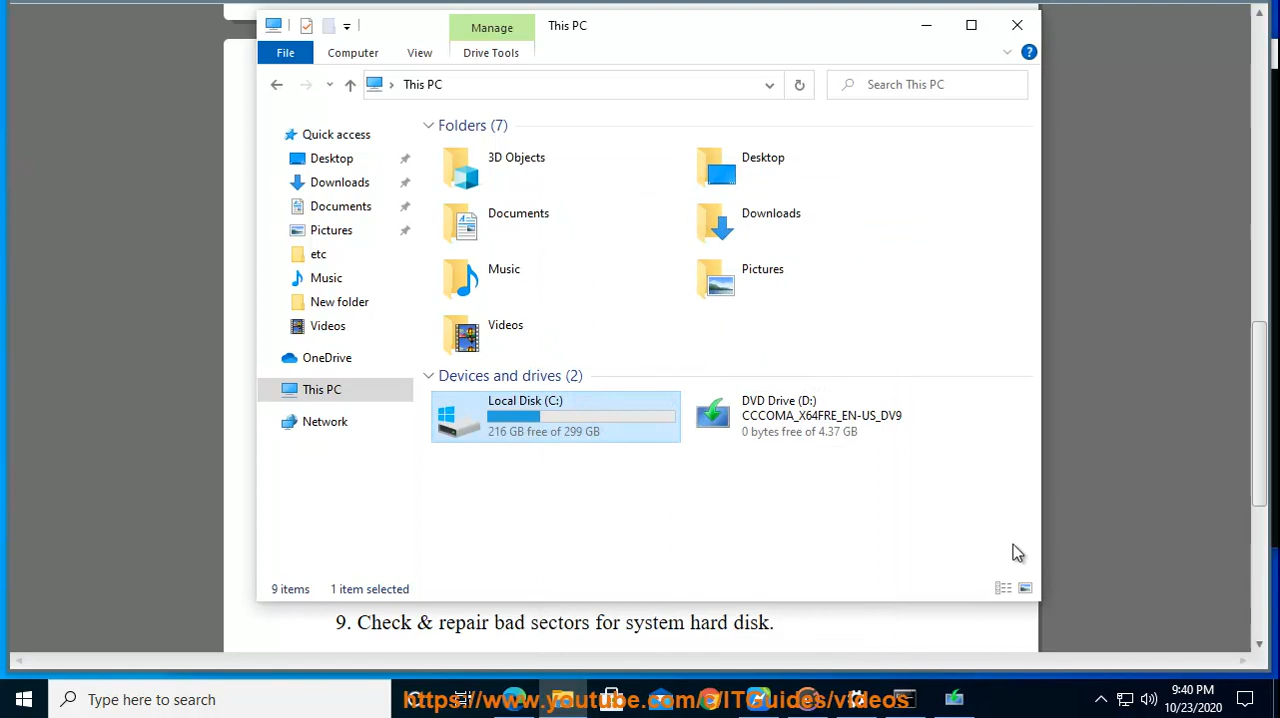 Manage
This PC
File
Computer
View
Drive Tools
This PC
Search This PC
Quick access
Desktop
Downloads
Documents
Pictures
etc
Music
New folder
Videos
OneDrive
This PC
Network
Folders (7)
3D Objects
Desktop
Documents
Downloads
Music
Pictures
Videos
Devices and drives (2)
Local Disk (C:)
216 GB free of 299 GB
DVD Drive (D:)
CCCOMA_X64FRE_EN-US_DV9
0 bytes free of 4.37 GB
9 items
1 item selected
9. Check & repair bad sectors for system hard disk.
Type here to search
https://www.youtube.com/@ITGuides/videos
9:40 PM
10/23/2020